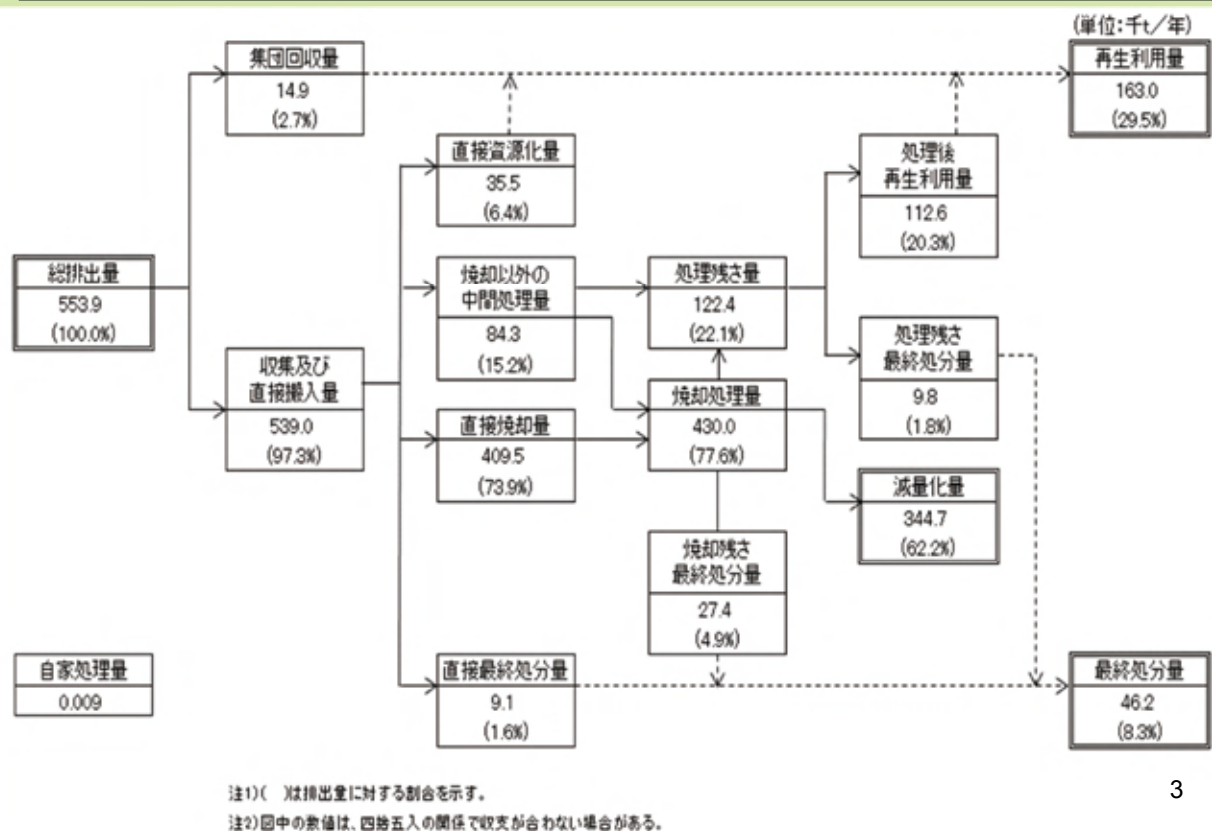 (単位:千t/年)
集団回収量
14.9
(2.7%)
再生利用量
163.0
(29.5%)
直接資源化量
35.5
(6.4%)
処理後
再生利用量
112.6
(20.3%)
総排出量
553.9
(100.0%)
焼却以外の
中間処理量
84.3
(15.2%)
処理残さ量
122.4
(22.1%)
処理残さ
最終処分量
9.8
(1.8%)
収集及び
直接搬入量
539.0
(97.3%)
直接焼却量
409.5
(73.9%)
焼却処理量
430.0
(77.6%)
減量化量
344.7
(62.2%)
焼却残さ
最終処分量
27.4
(4.9%)
自家処理量
0.009
直接最終処分量
9.1
(1.6%)
最終処分量
46.2
(8.3%)
注1)( )は排出量に対する割合を示す。
注2)図中の数値は、四捨五入の関係で収支が合わない場合がある。
3